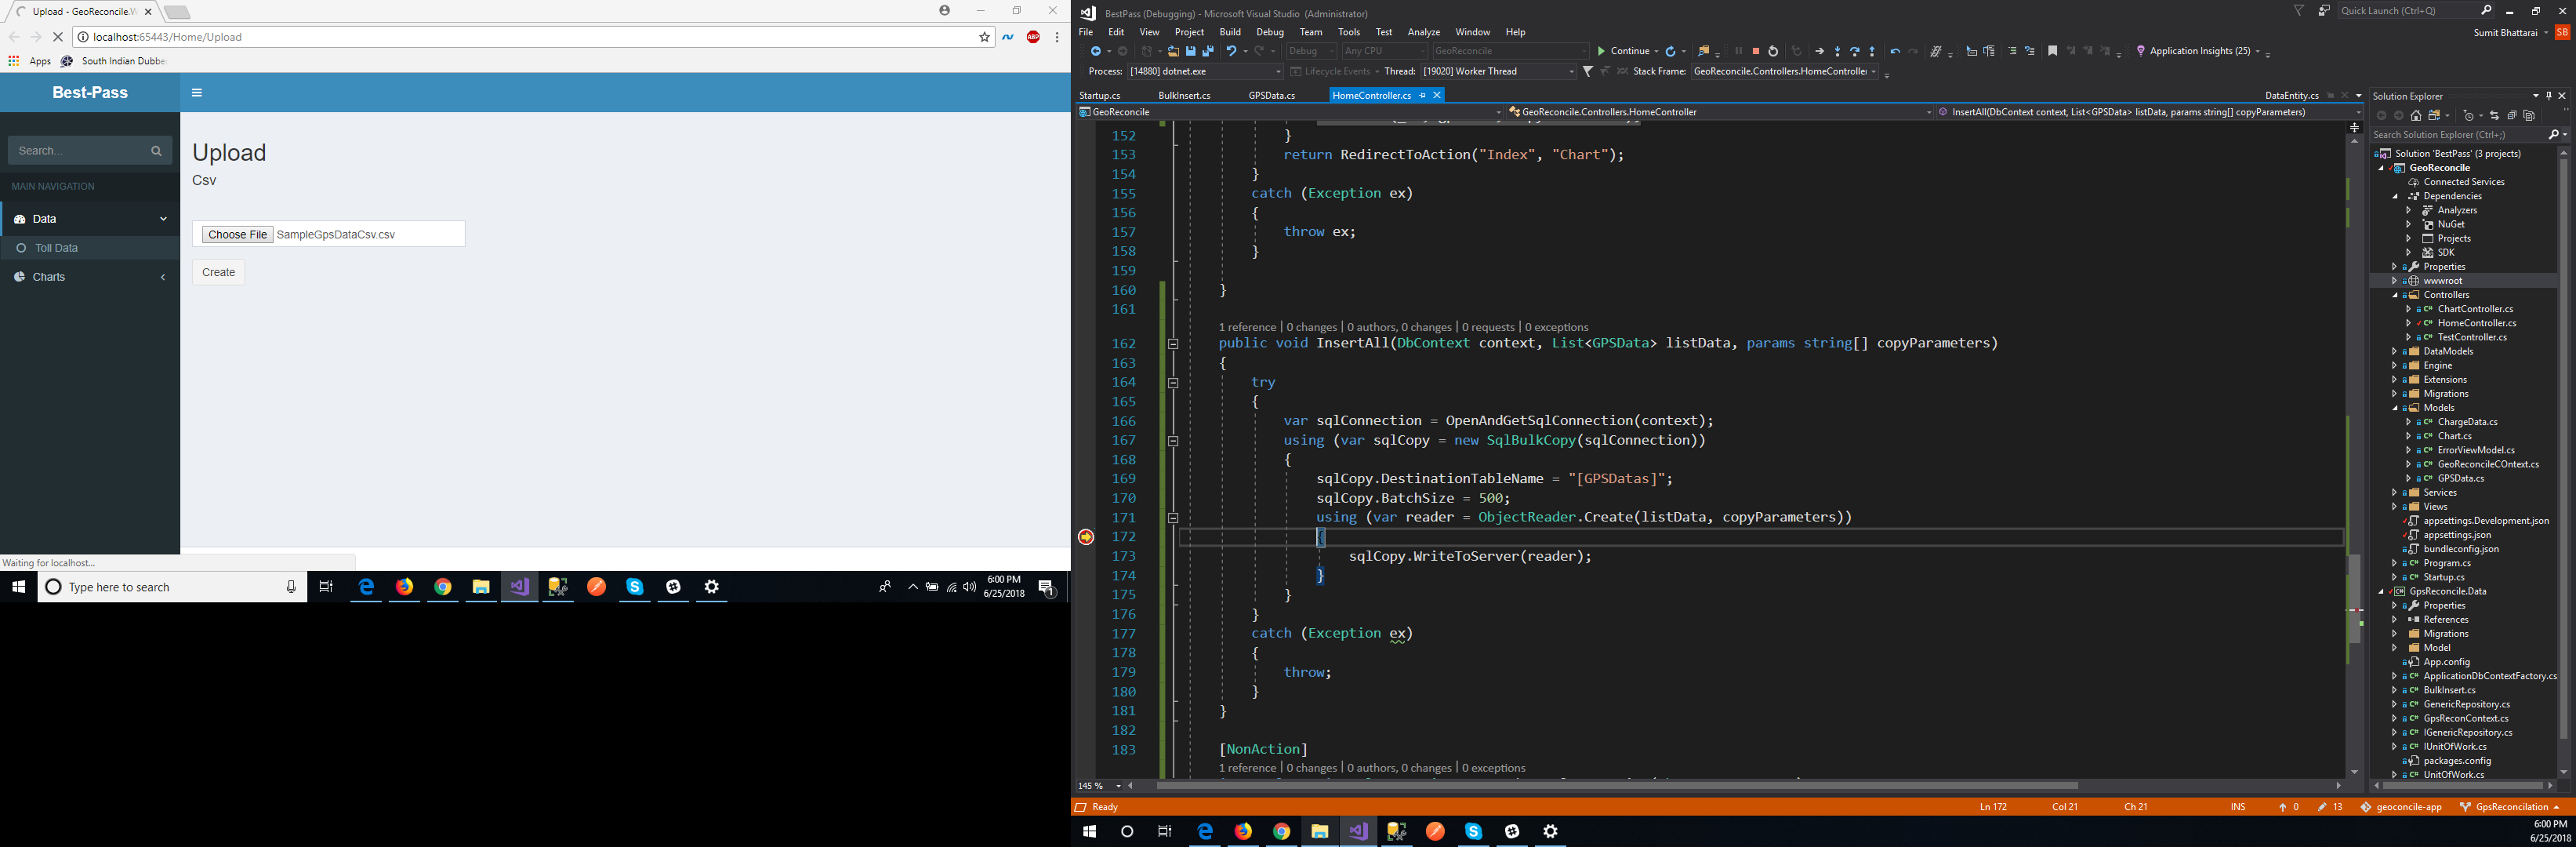 Upload - GeoReconcile.W
localhost:65443/Home/Upload
ABP
Apps
South Indian Dubbe
Best-Pass
Search...
MAIN NAVIGATION
Data
Toll Data
Charts
Upload
Csv
Choose File SampleGpsDataCsv.csv
Create
Waiting for localhost...
Type here to search
6:00 PM
6/25/2018
1
BestPass (Debugging) - Microsoft Visual Studio (Administrator)
Quick Launch (Ctrl+Q)
File Edit View Project Build Debug Team Tools Test Analyze Window Help
Sumit Bhattarai SB
Debug Any CPU GeoReconcile Continue Application Insights (25)
Process: [14880] dotnet.exe Lifecycle Events Thread: [19020] Worker Thread Stack Frame: GeoReconcile.Controllers.HomeController
Startup.cs BulkInsert.cs GPSData.cs HomeController.cs DataEntity.cs
GeoReconcile GeoReconcile.Controllers.HomeController InsertAll(DbContext context, List<GPSData> listData, params string[] copyParameters)
152 }
153 return RedirectToAction("Index", "Chart");
154 }
155 catch (Exception ex)
156 {
157 throw ex;
158 }
159
160 }
161
1 reference | 0 changes | 0 authors, 0 changes | 0 requests | 0 exceptions
162 public void InsertAll(DbContext context, List<GPSData> listData, params string[] copyParameters)
163 {
164 try
165 {
166 var sqlConnection = OpenAndGetSqlConnection(context);
167 using (var sqlCopy = new SqlBulkCopy(sqlConnection))
168 {
169 sqlCopy.DestinationTableName = "[GPSDatas]";
170 sqlCopy.BatchSize = 500;
171 using (var reader = ObjectReader.Create(listData, copyParameters))
172 {
173 sqlCopy.WriteToServer(reader);
174 }
175 }
176 }
177 catch (Exception ex)
178 {
179 throw;
180 }
181 }
182
183 [NonAction]
1 reference | 0 changes | 0 authors, 0 changes | 0 exceptions
145 %
Ready
Ln 172 Col 21 Ch 21 INS 0 13 geoconcile-app GpsReconcilation
Solution Explorer
Search Solution Explorer (Ctrl+;)
Solution 'BestPass' (3 projects)
GeoReconcile
Connected Services
Dependencies
Analyzers
NuGet
Projects
SDK
Properties
wwwroot
Controllers
ChartController.cs
HomeController.cs
TestController.cs
DataModels
Engine
Extensions
Migrations
Models
ChargeData.cs
Chart.cs
ErrorViewModel.cs
GeoReconcileCOntext.cs
GPSData.cs
Services
Views
appsettings.Development.json
appsettings.json
bundleconfig.json
Program.cs
Startup.cs
GpsReconcile.Data
Properties
References
Migrations
Model
App.config
ApplicationDbContextFactory.cs
BulkInsert.cs
GenericRepository.cs
GpsReconContext.cs
IGenericRepository.cs
IUnitOfWork.cs
packages.config
UnitOfWork.cs
6:00 PM
6/25/2018